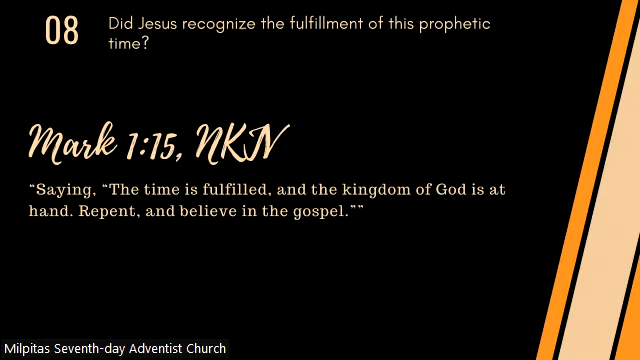 08
Did Jesus recognize the fulfillment of this prophetic
time?
Mark 1:15, NKJV
“Saying, “The time is fulfilled, and the kingdom of God is at
hand. Repent, and believe in the gospel.””
Milpitas Seventh-day Adventist Church